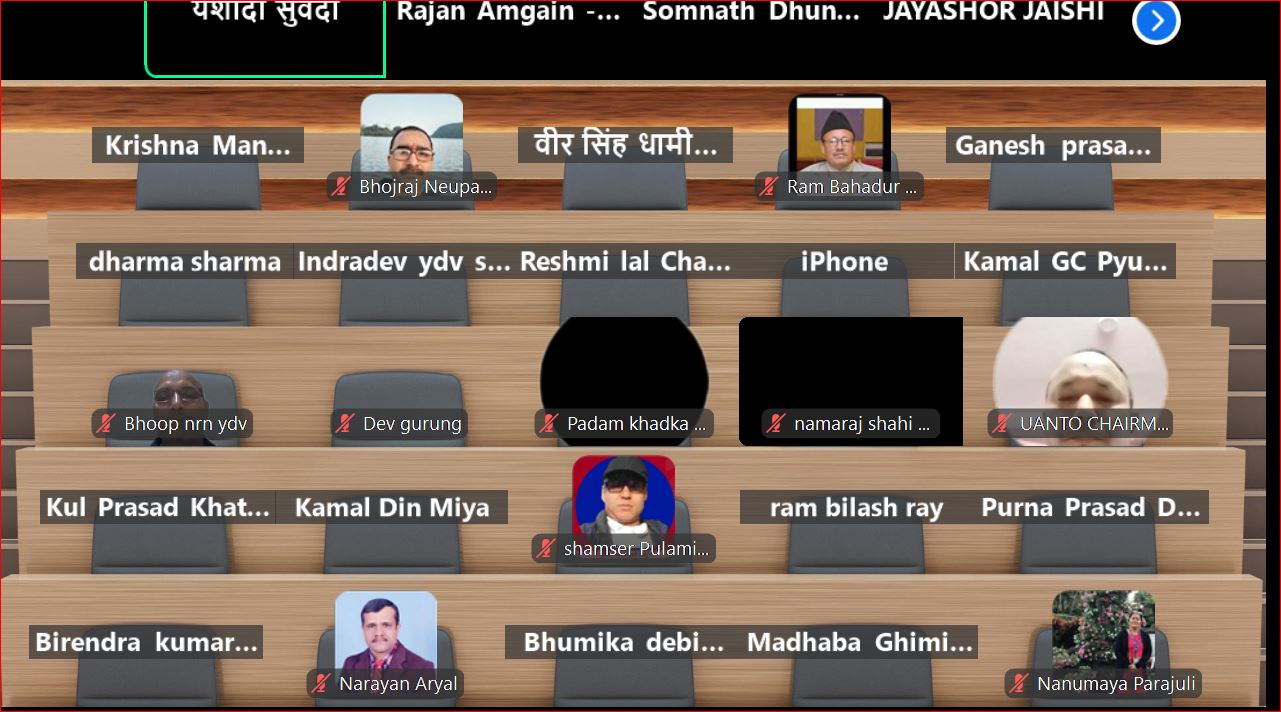 यशोदा सुवेदी
Rajan Amgain -...
Somnath Dhun...
JAYASHOR JAISHI
Krishna Man...
Bhojraj Neupa...
वीर सिंह धामी...
Ram Bahadur ...
Ganesh prasa...
dharma sharma
Indradev ydv s...
Reshmi lal Cha...
iPhone
Kamal GC Pyu...
Bhoop nrn ydv
Dev gurung
Padam khadka ...
namaraj shahi ...
UANTO CHAIRM...
Kul Prasad Khat...
Kamal Din Miya
shamser Pulami...
ram bilash ray
Purna Prasad D...
Birendra kumar...
Narayan Aryal
Bhumika debi...
Madhaba Ghimi...
Nanumaya Parajuli